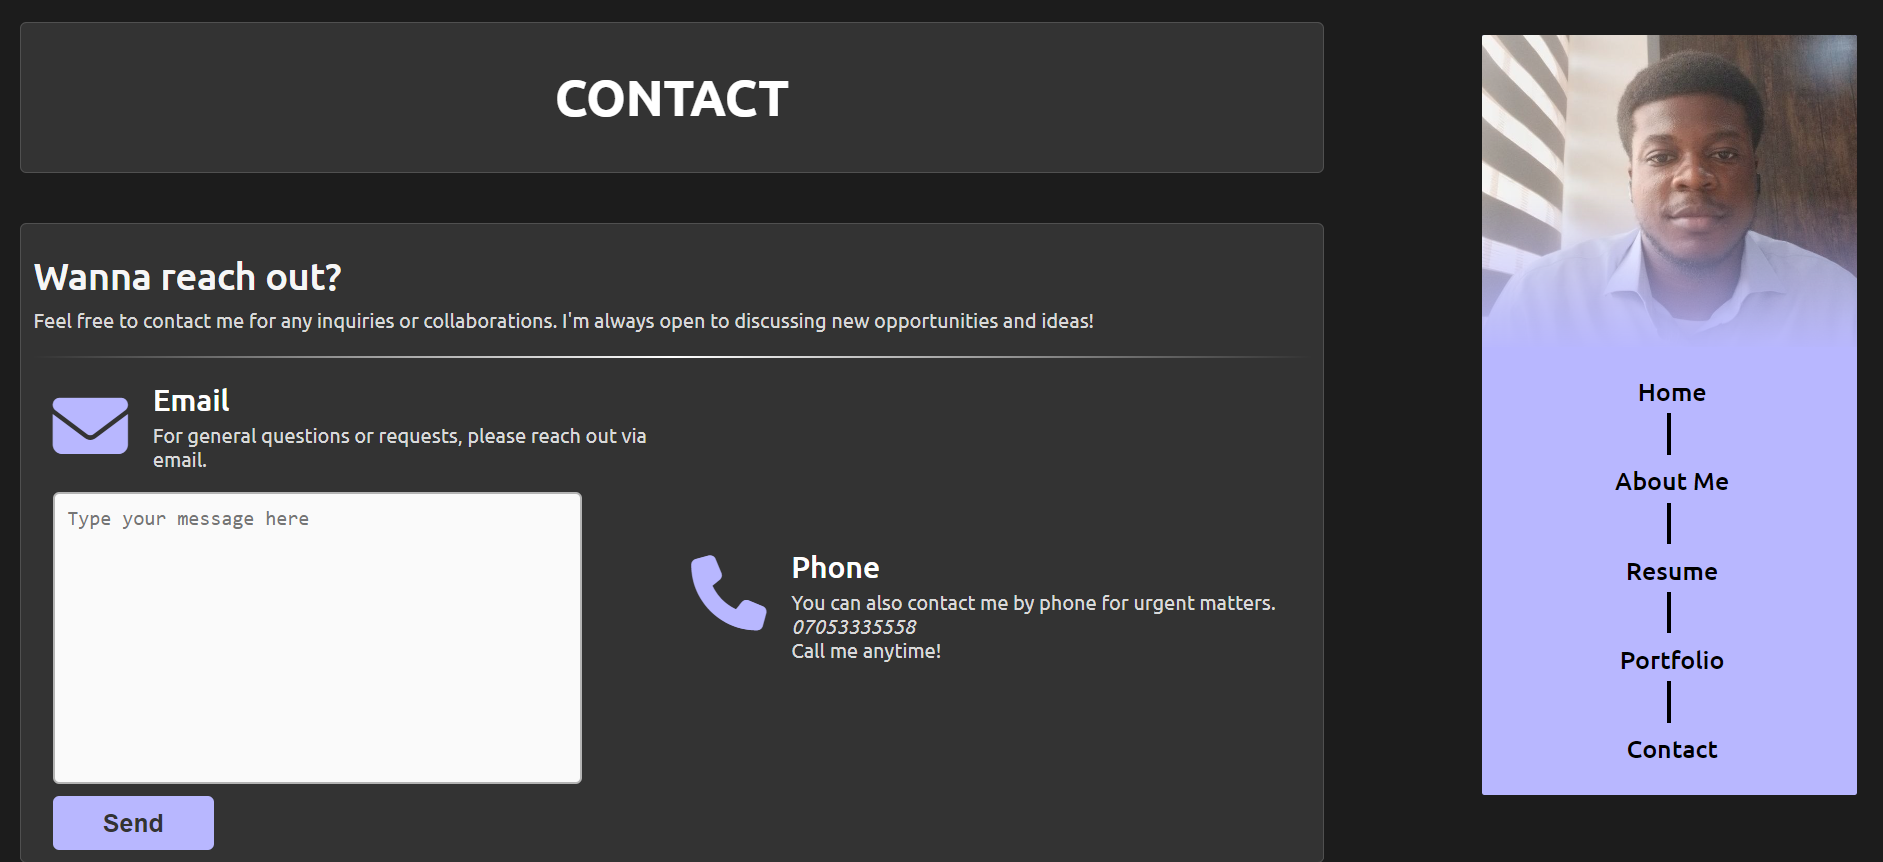 CONTACT
Wanna reach out?
Feel free to contact me for any inquiries or collaborations. I'm always open to discussing new opportunities and ideas!
Email
For general questions or requests, please reach out via
email.
Type your message here
Send
Phone
You can also contact me by phone for urgent matters.
07053335558
Call me anytime!
Home
About Me
Resume
Portfolio
Contact